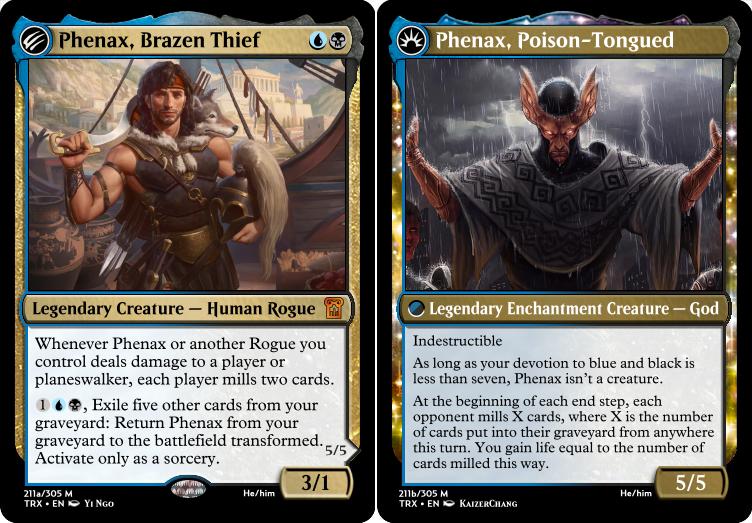 Phenax, Brazen Thief
Legendary Creature — Human Rogue
Whenever Phenax or another Rogue you
control deals damage to a player or
planeswalker, each player mills two cards.
1, Exile five other cards from your
graveyard: Return Phenax from your
graveyard to the battlefield transformed.
Activate only as a sorcery.
5/5
3/1
211a/305 M
TRX • EN Yi Ngo
He/him
Phenax, Poison-Tongued
Legendary Enchantment Creature — God
Indestructible
As long as your devotion to blue and black is
less than seven, Phenax isn't a creature.
At the beginning of each end step, each
opponent mills X cards, where X is the number
of cards put into their graveyard from anywhere
this turn. You gain life equal to the number of
cards milled this way.
5/5
211b/305 M
TRX • EN KaizerChang
He/him